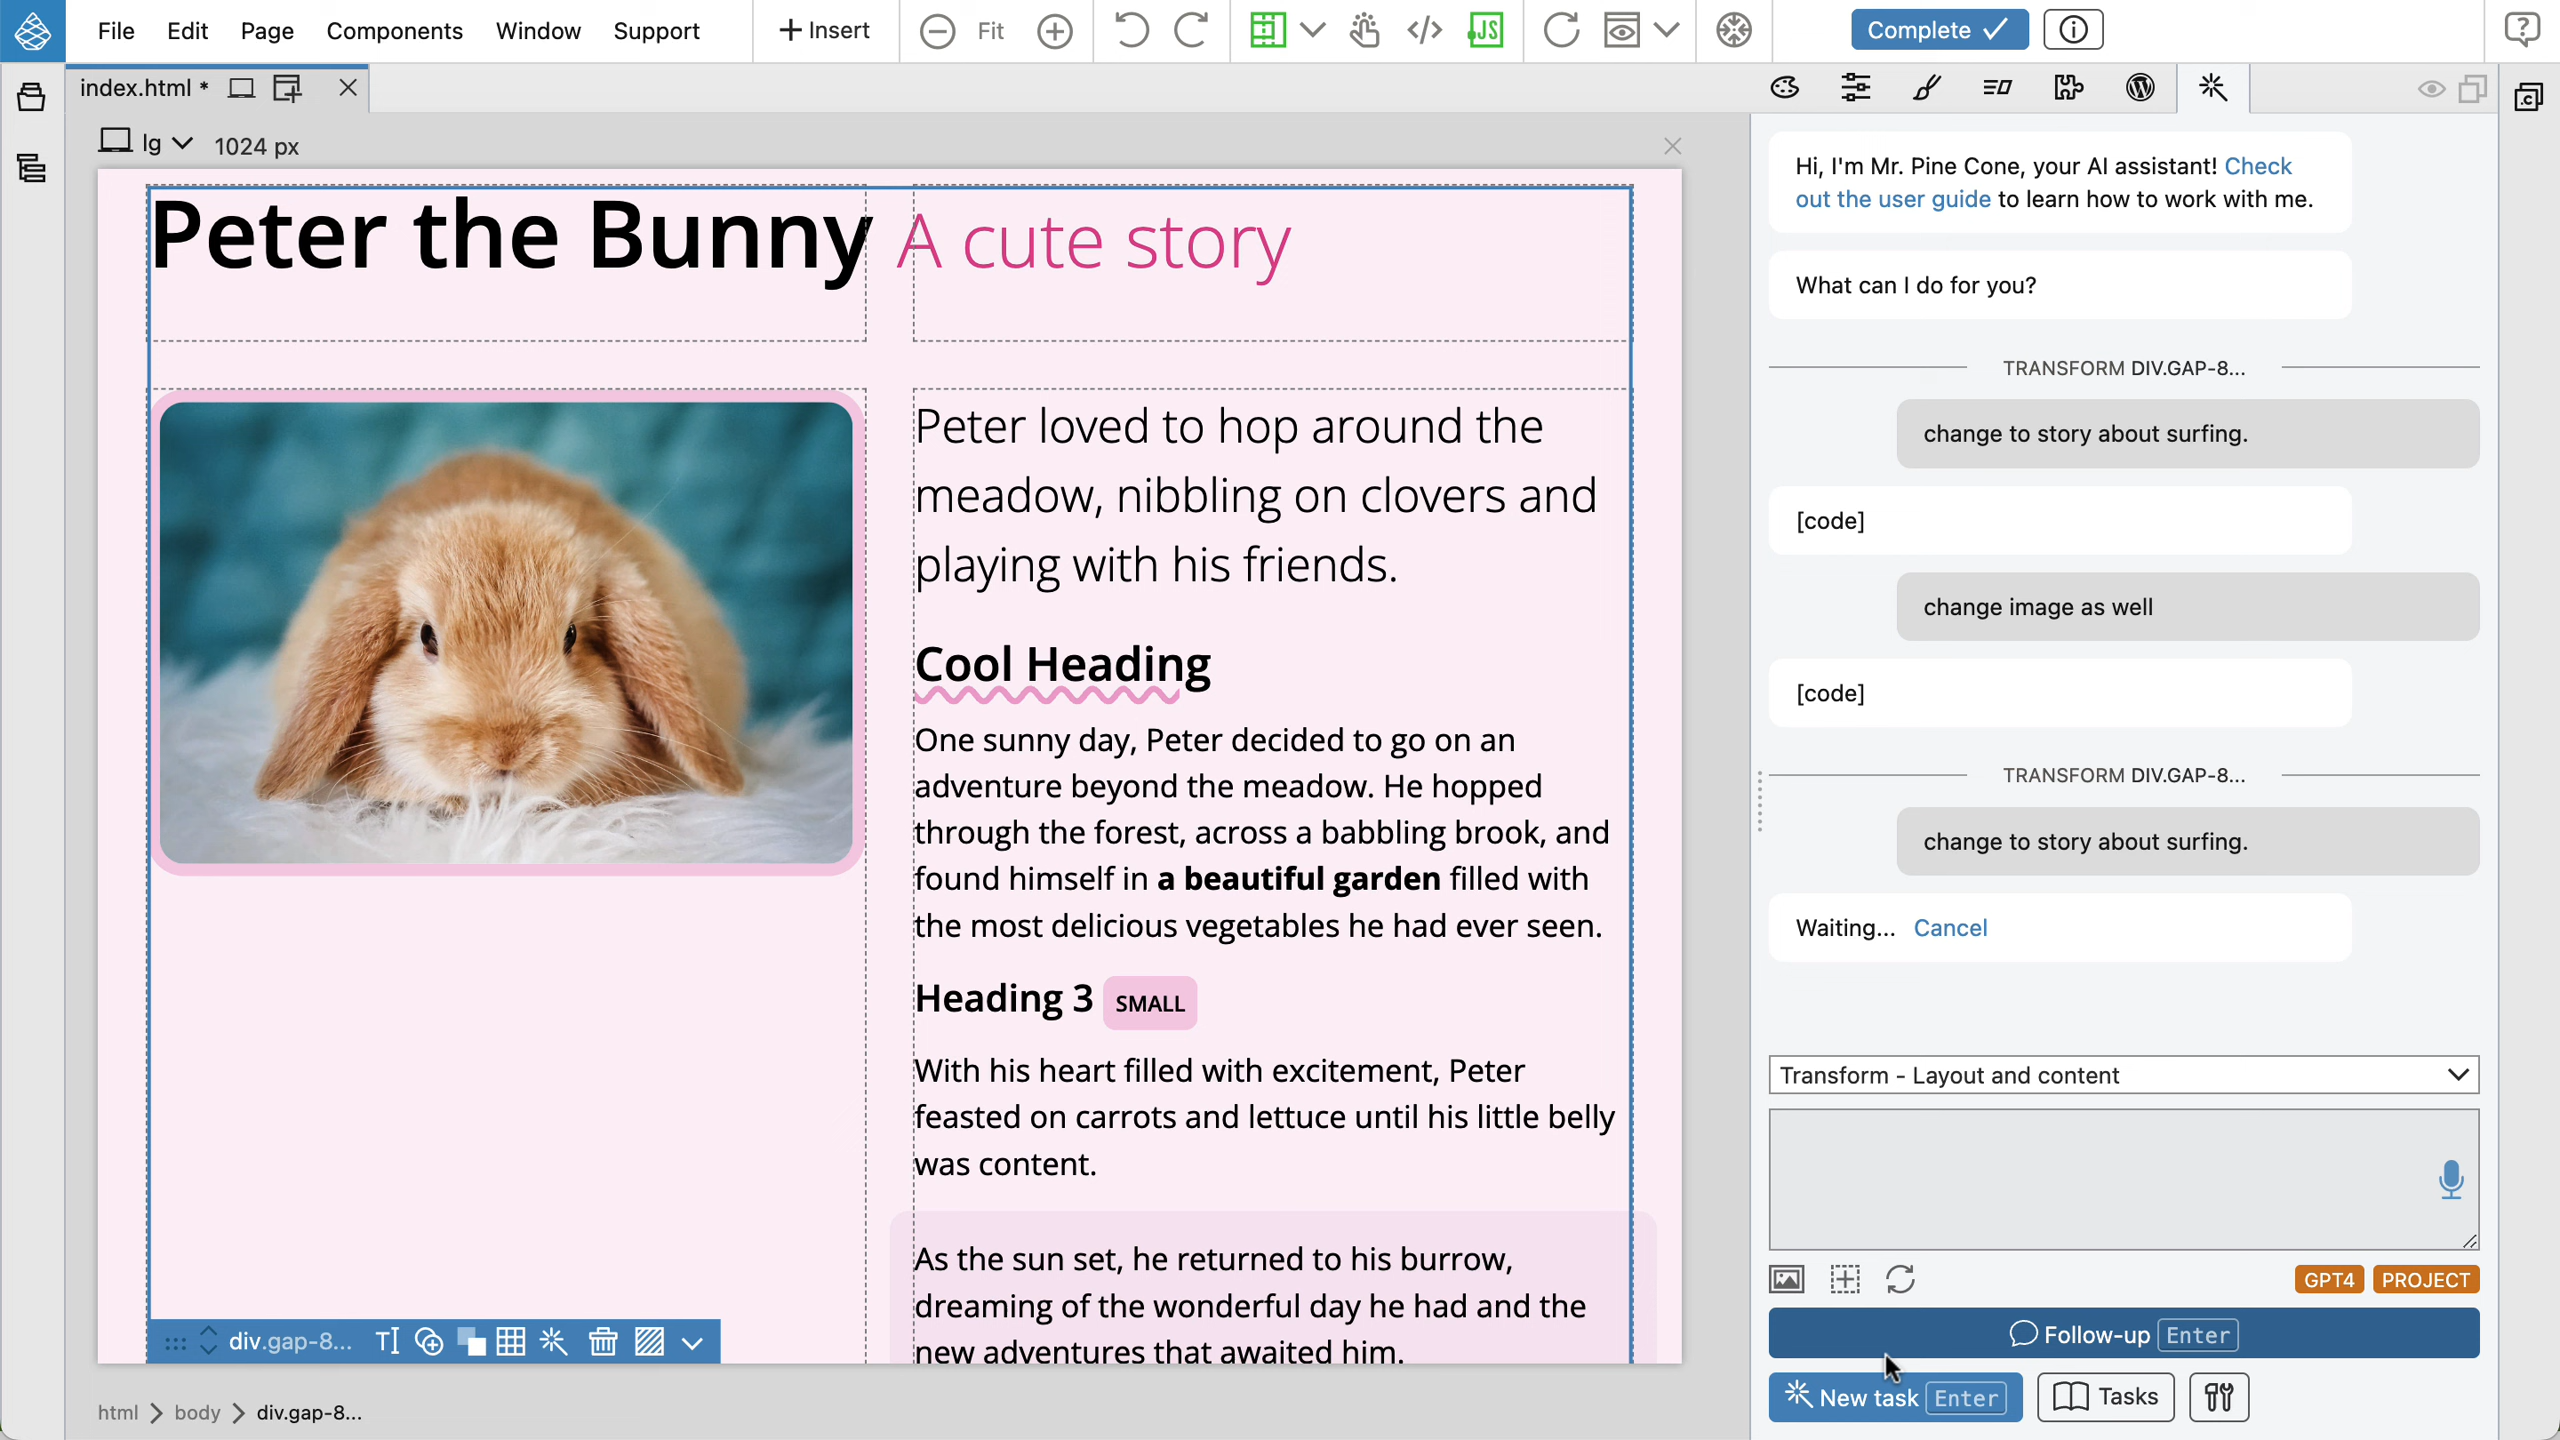 File Edit Page Components Window Support + Insert Fit JS Complete
index.html *
lg 1024 px
Peter the Bunny A cute story
Peter loved to hop around the
meadow, nibbling on clovers and
playing with his friends.
Cool Heading
One sunny day, Peter decided to go on an
adventure beyond the meadow. He hopped
through the forest, across a babbling brook, and
found himself in a beautiful garden filled with
the most delicious vegetables he had ever seen.
Heading 3 SMALL
With his heart filled with excitement, Peter
feasted on carrots and lettuce until his little belly
was content.
As the sun set, he returned to his burrow,
dreaming of the wonderful day he had and the
new adventures that awaited him.
div.gap-8...
html > body > div.gap-8...
Hi, I'm Mr. Pine Cone, your AI assistant! Check
out the user guide to learn how to work with me.
What can I do for you?
TRANSFORM DIV.GAP-8...
change to story about surfing.
[code]
change image as well
[code]
TRANSFORM DIV.GAP-8...
change to story about surfing.
Waiting... Cancel
Transform - Layout and content
GPT4 PROJECT
Follow-up Enter
New task Enter Tasks